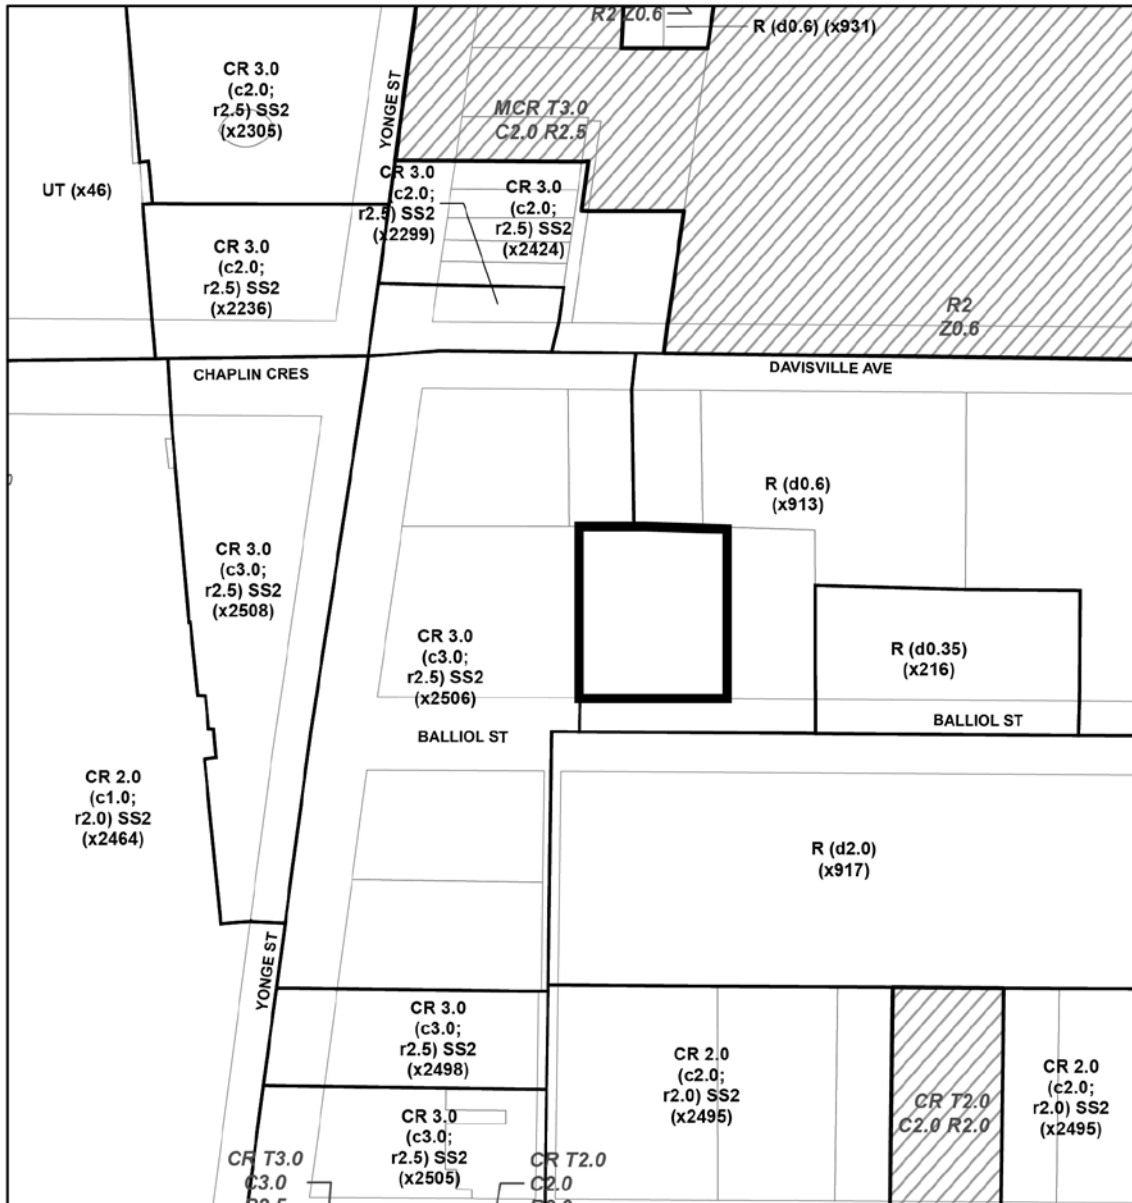 R2 Z0.6
R (d0.6) (x931)
CR 3.0
(c2.0;
r2.5) SS2
(x2305)
YONGE ST
MCR T3.0
C2.0 R2.5
UT (x46)
CR 3.0
(c2.0;
r2.5) SS2
(x2299)
CR 3.0
(c2.0;
r2.5) SS2
(x2424)
CR 3.0
(c2.0;
r2.5) SS2
(x2236)
R2
Z0.6
CHAPLIN CRES
DAVISVILLE AVE
R (d0.6)
(x913)
CR 3.0
(c3.0;
r2.5) SS2
(x2508)
CR 3.0
(c3.0;
r2.5) SS2
(x2506)
R (d0.35)
(x216)
BALLIOL ST
BALLIOL ST
CR 2.0
(c1.0;
r2.0) SS2
(x2464)
R (d2.0)
(x917)
YONGE ST
CR 3.0
(c3.0;
r2.5) SS2
(x2498)
CR 2.0
(c2.0;
r2.0) SS2
(x2495)
CR T2.0
C2.0 R2.0
CR 2.0
(c2.0;
r2.0) SS2
(x2495)
CR 3.0
(c3.0;
r2.5) SS2
(x2505)
CR T3.0
C3.0
CR T2.0
C2.0